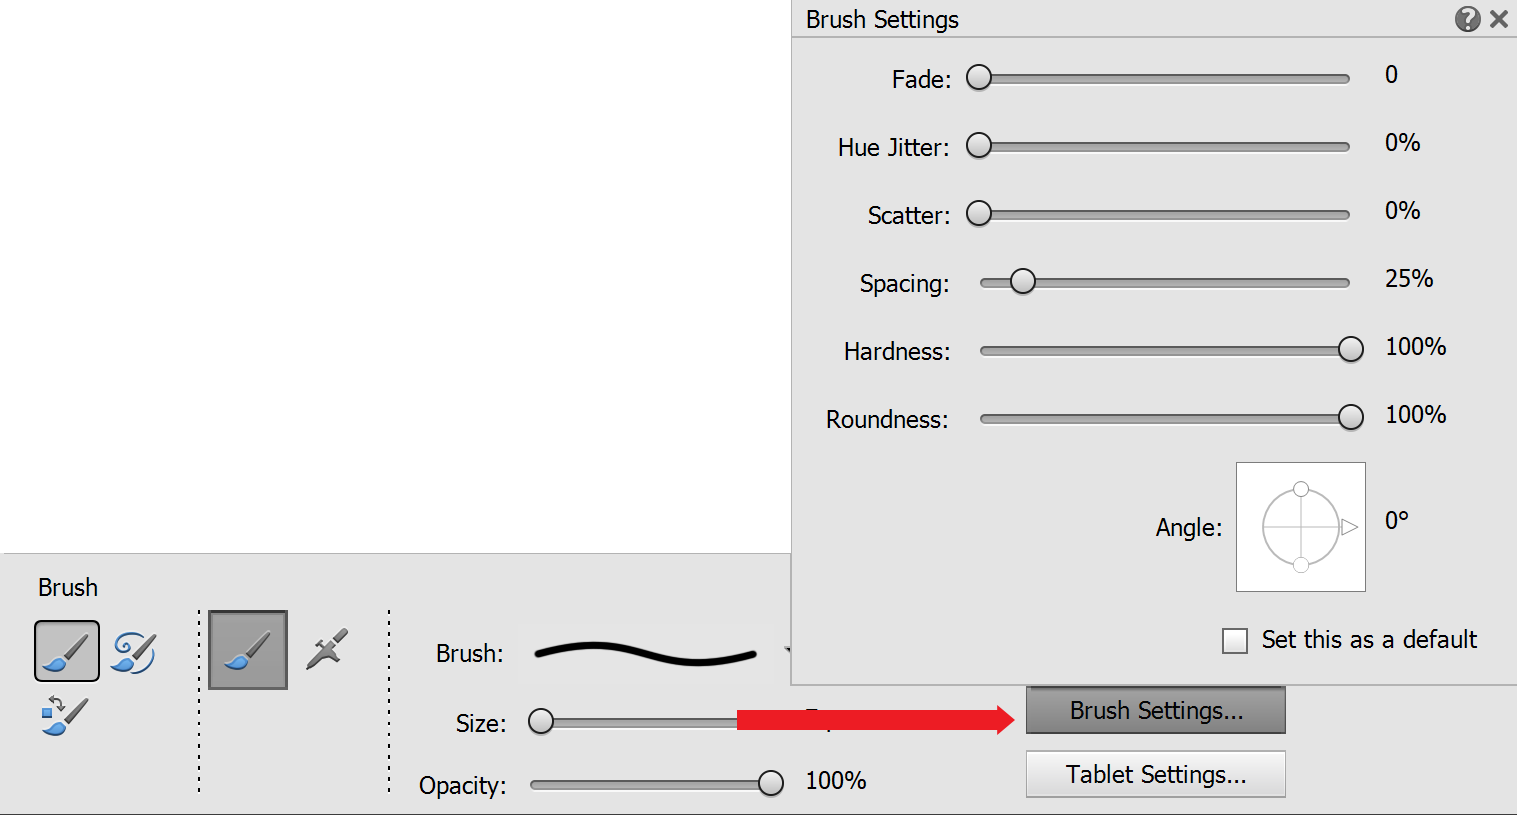 Brush Settings
Fade: 0
Hue Jitter: 0%
Scatter: 0%
Spacing: 25%
Hardness: 100%
Roundness: 100%
Angle: 0°
Set this as a default
Brush
Brush:
Size:
Brush Settings...
Opacity: 100%
Tablet Settings...